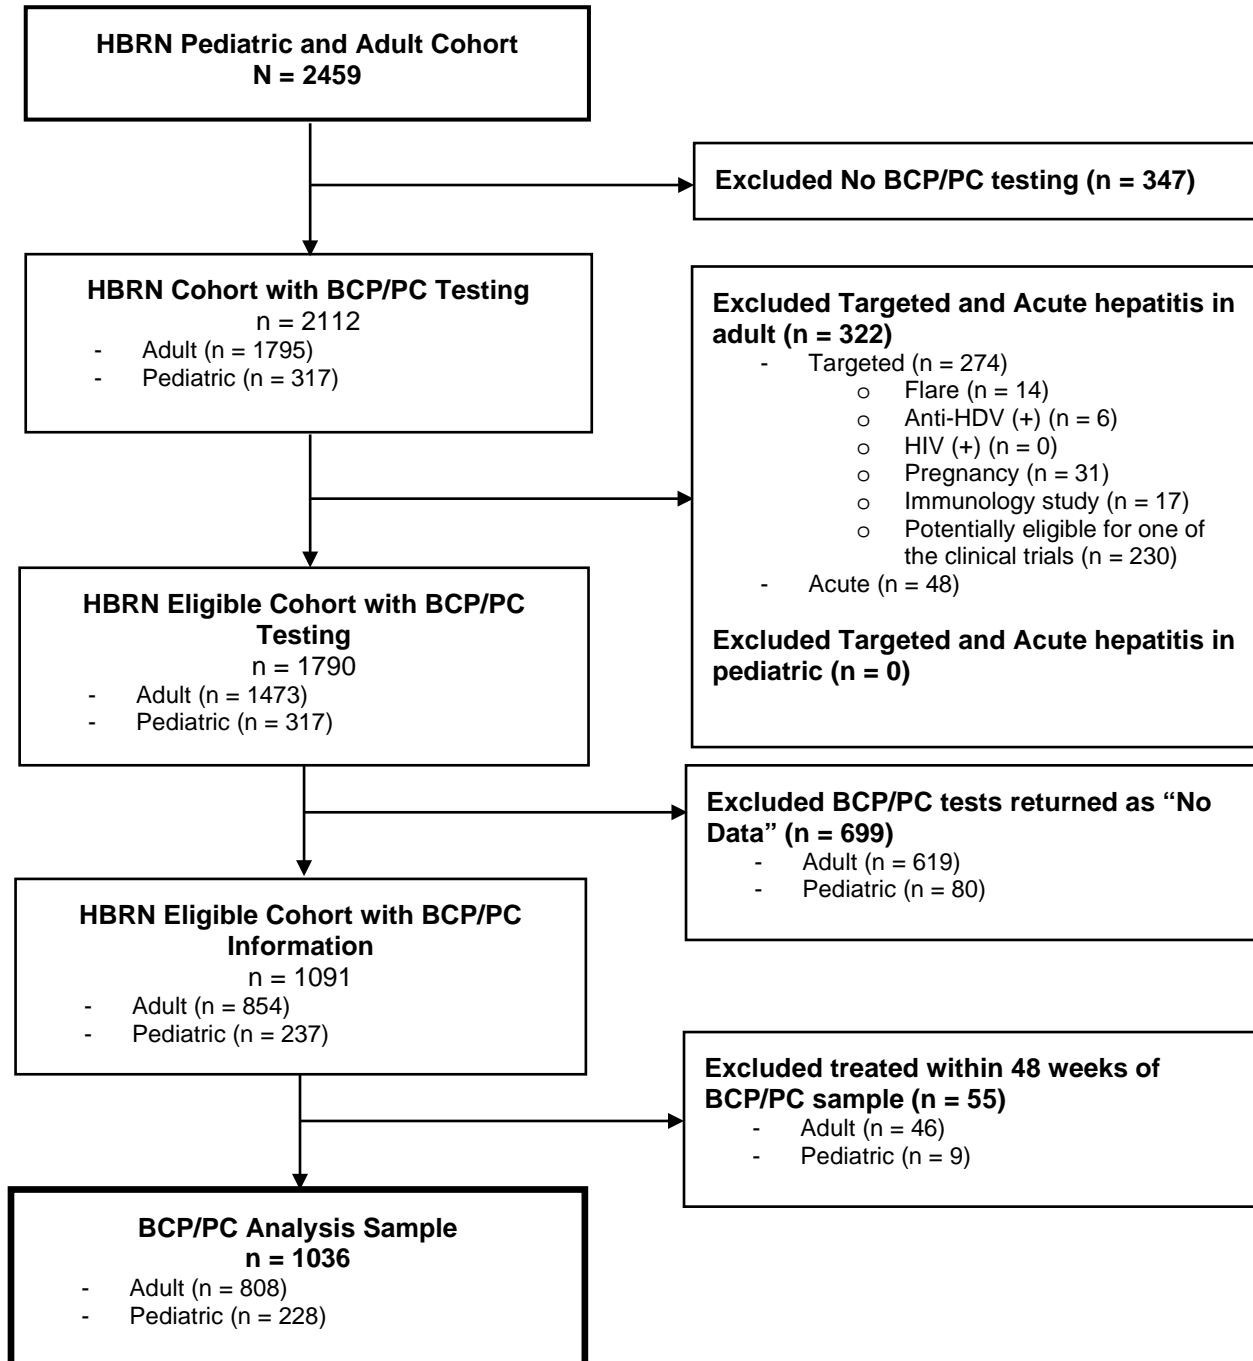 HBRN Pediatric and Adult Cohort
N = 2459
Excluded No BCP/PC testing (n = 347)
HBRN Cohort with BCP/PC Testing
n = 2112
- Adult (n = 1795)
- Pediatric (n = 317)
Excluded Targeted and Acute hepatitis in
adult (n = 322)
- Targeted (n = 274)
o Flare (n = 14)
o Anti-HDV (+) (n = 6)
o HIV (+) (n = 0)
o Pregnancy (n = 31)
o Immunology study (n = 17)
o Potentially eligible for one of
the clinical trials (n = 230)
- Acute (n = 48)
Excluded Targeted and Acute hepatitis in
pediatric (n = 0)
HBRN Eligible Cohort with BCP/PC
Testing
n = 1790
- Adult (n = 1473)
- Pediatric (n = 317)
Excluded BCP/PC tests returned as “No
Data” (n = 699)
- Adult (n = 619)
- Pediatric (n = 80)
HBRN Eligible Cohort with BCP/PC
Information
n = 1091
- Adult (n = 854)
- Pediatric (n = 237)
Excluded treated within 48 weeks of
BCP/PC sample (n = 55)
- Adult (n = 46)
- Pediatric (n = 9)
BCP/PC Analysis Sample
n = 1036
- Adult (n = 808)
- Pediatric (n = 228)